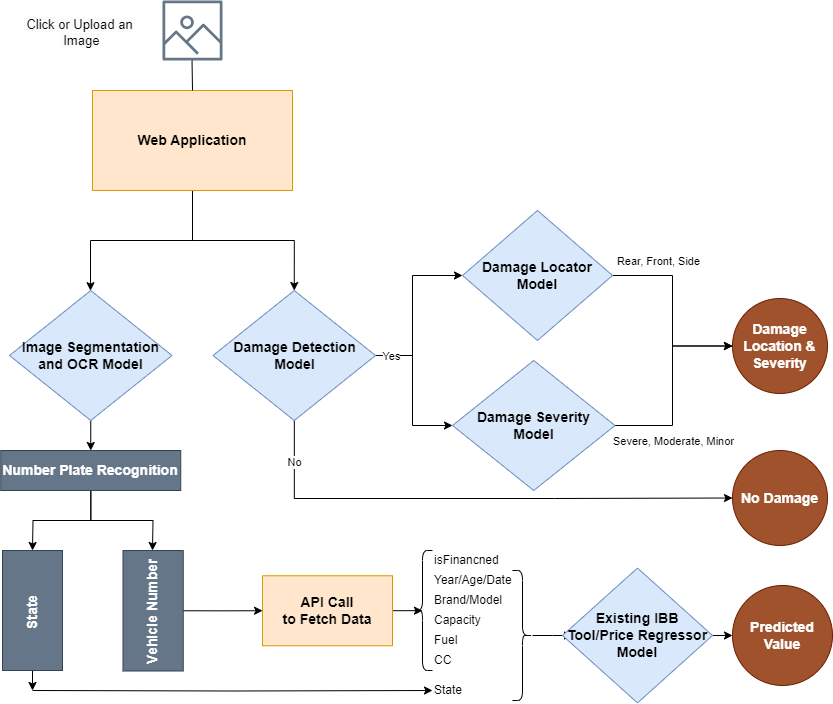 Click or Upload an
Image
Web Application
Damage Locator
Model
Rear, Front, Side
Image Segmentation
and OCR Model
Damage Detection
Model
Yes
Damage
Location &
Severity
Damage Severity
Model
Severe, Moderate, Minor
Number Plate Recognition
No
No Damage
State
Vehicle Number
API Call
to Fetch Data
isFinancned
Year/Age/Date
Brand/Model
Capacity
Fuel
CC
State
Existing IBB
Tool/Price Regressor
Model
Predicted
Value